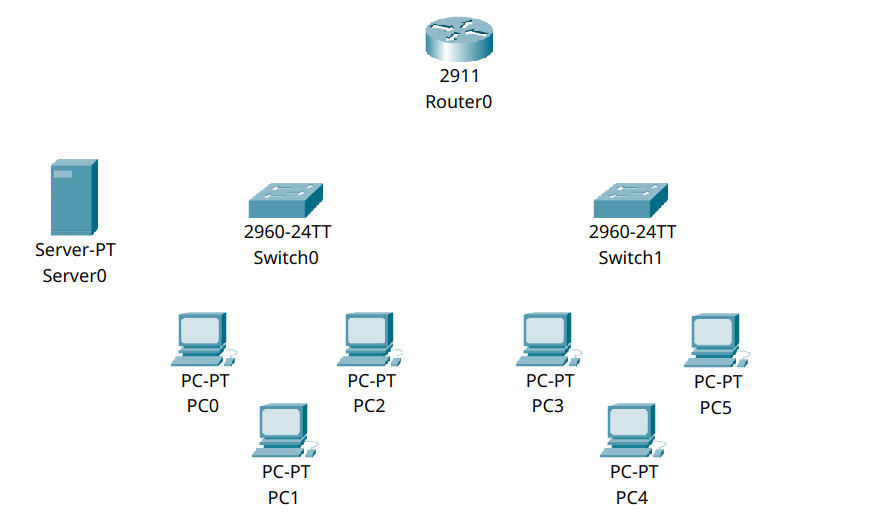 2911
Router0
Server-PT
Server0
2960-24TT
Switch0
2960-24TT
Switch1
PC-PT
PC0
PC-PT
PC2
PC-PT
PC3
PC-PT
PC5
PC-PT
PC1
PC-PT
PC4